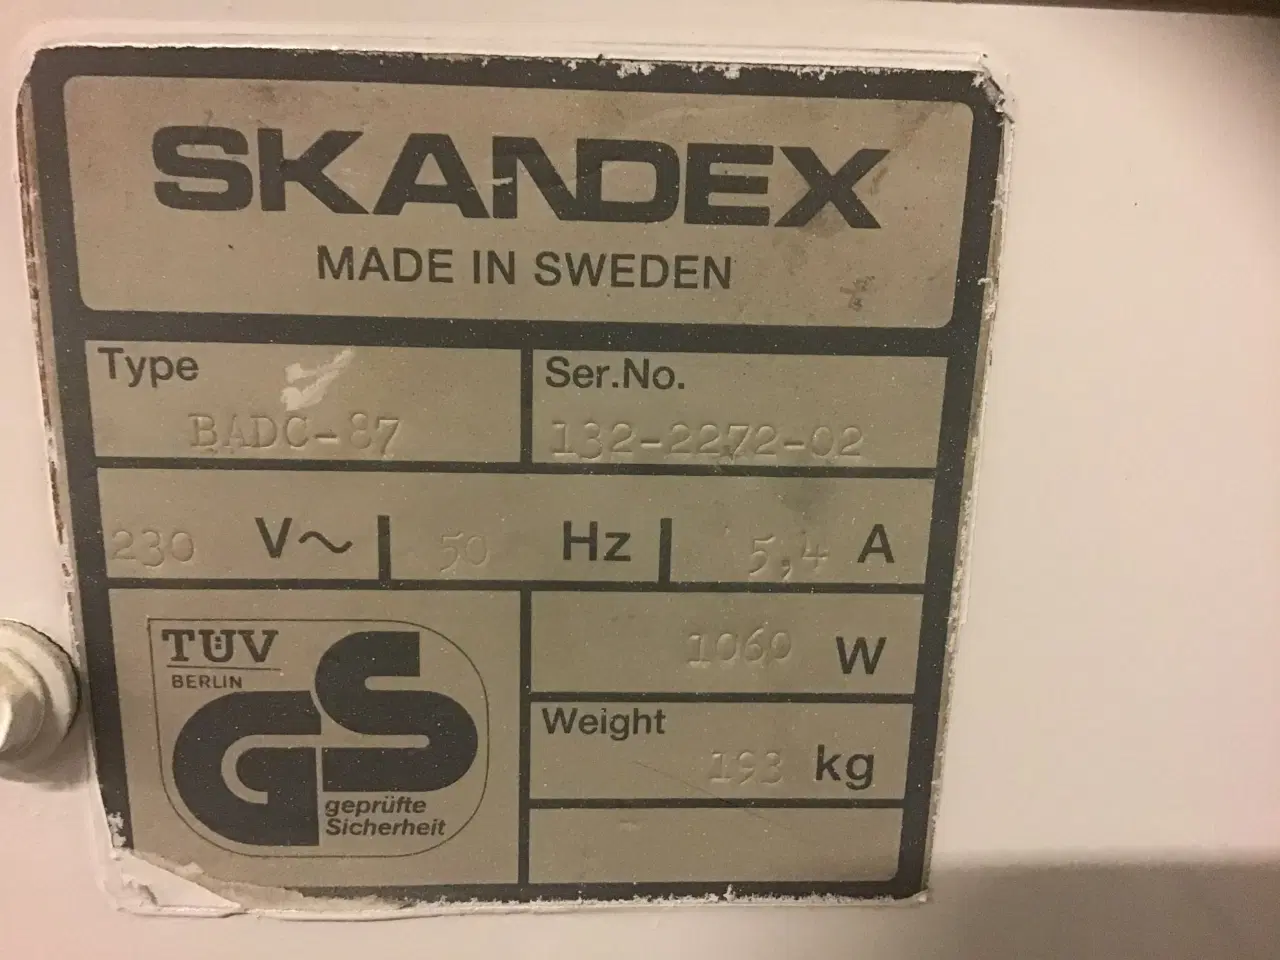 SKANDEX
MADE IN SWEDEN
Type
BADC-87
Ser.No.
132-2272-02
230 V~
50 Hz
5,4 A
TÜV
BERLIN
GS
geprüfte
Sicherheit
1060 W
Weight
193 kg